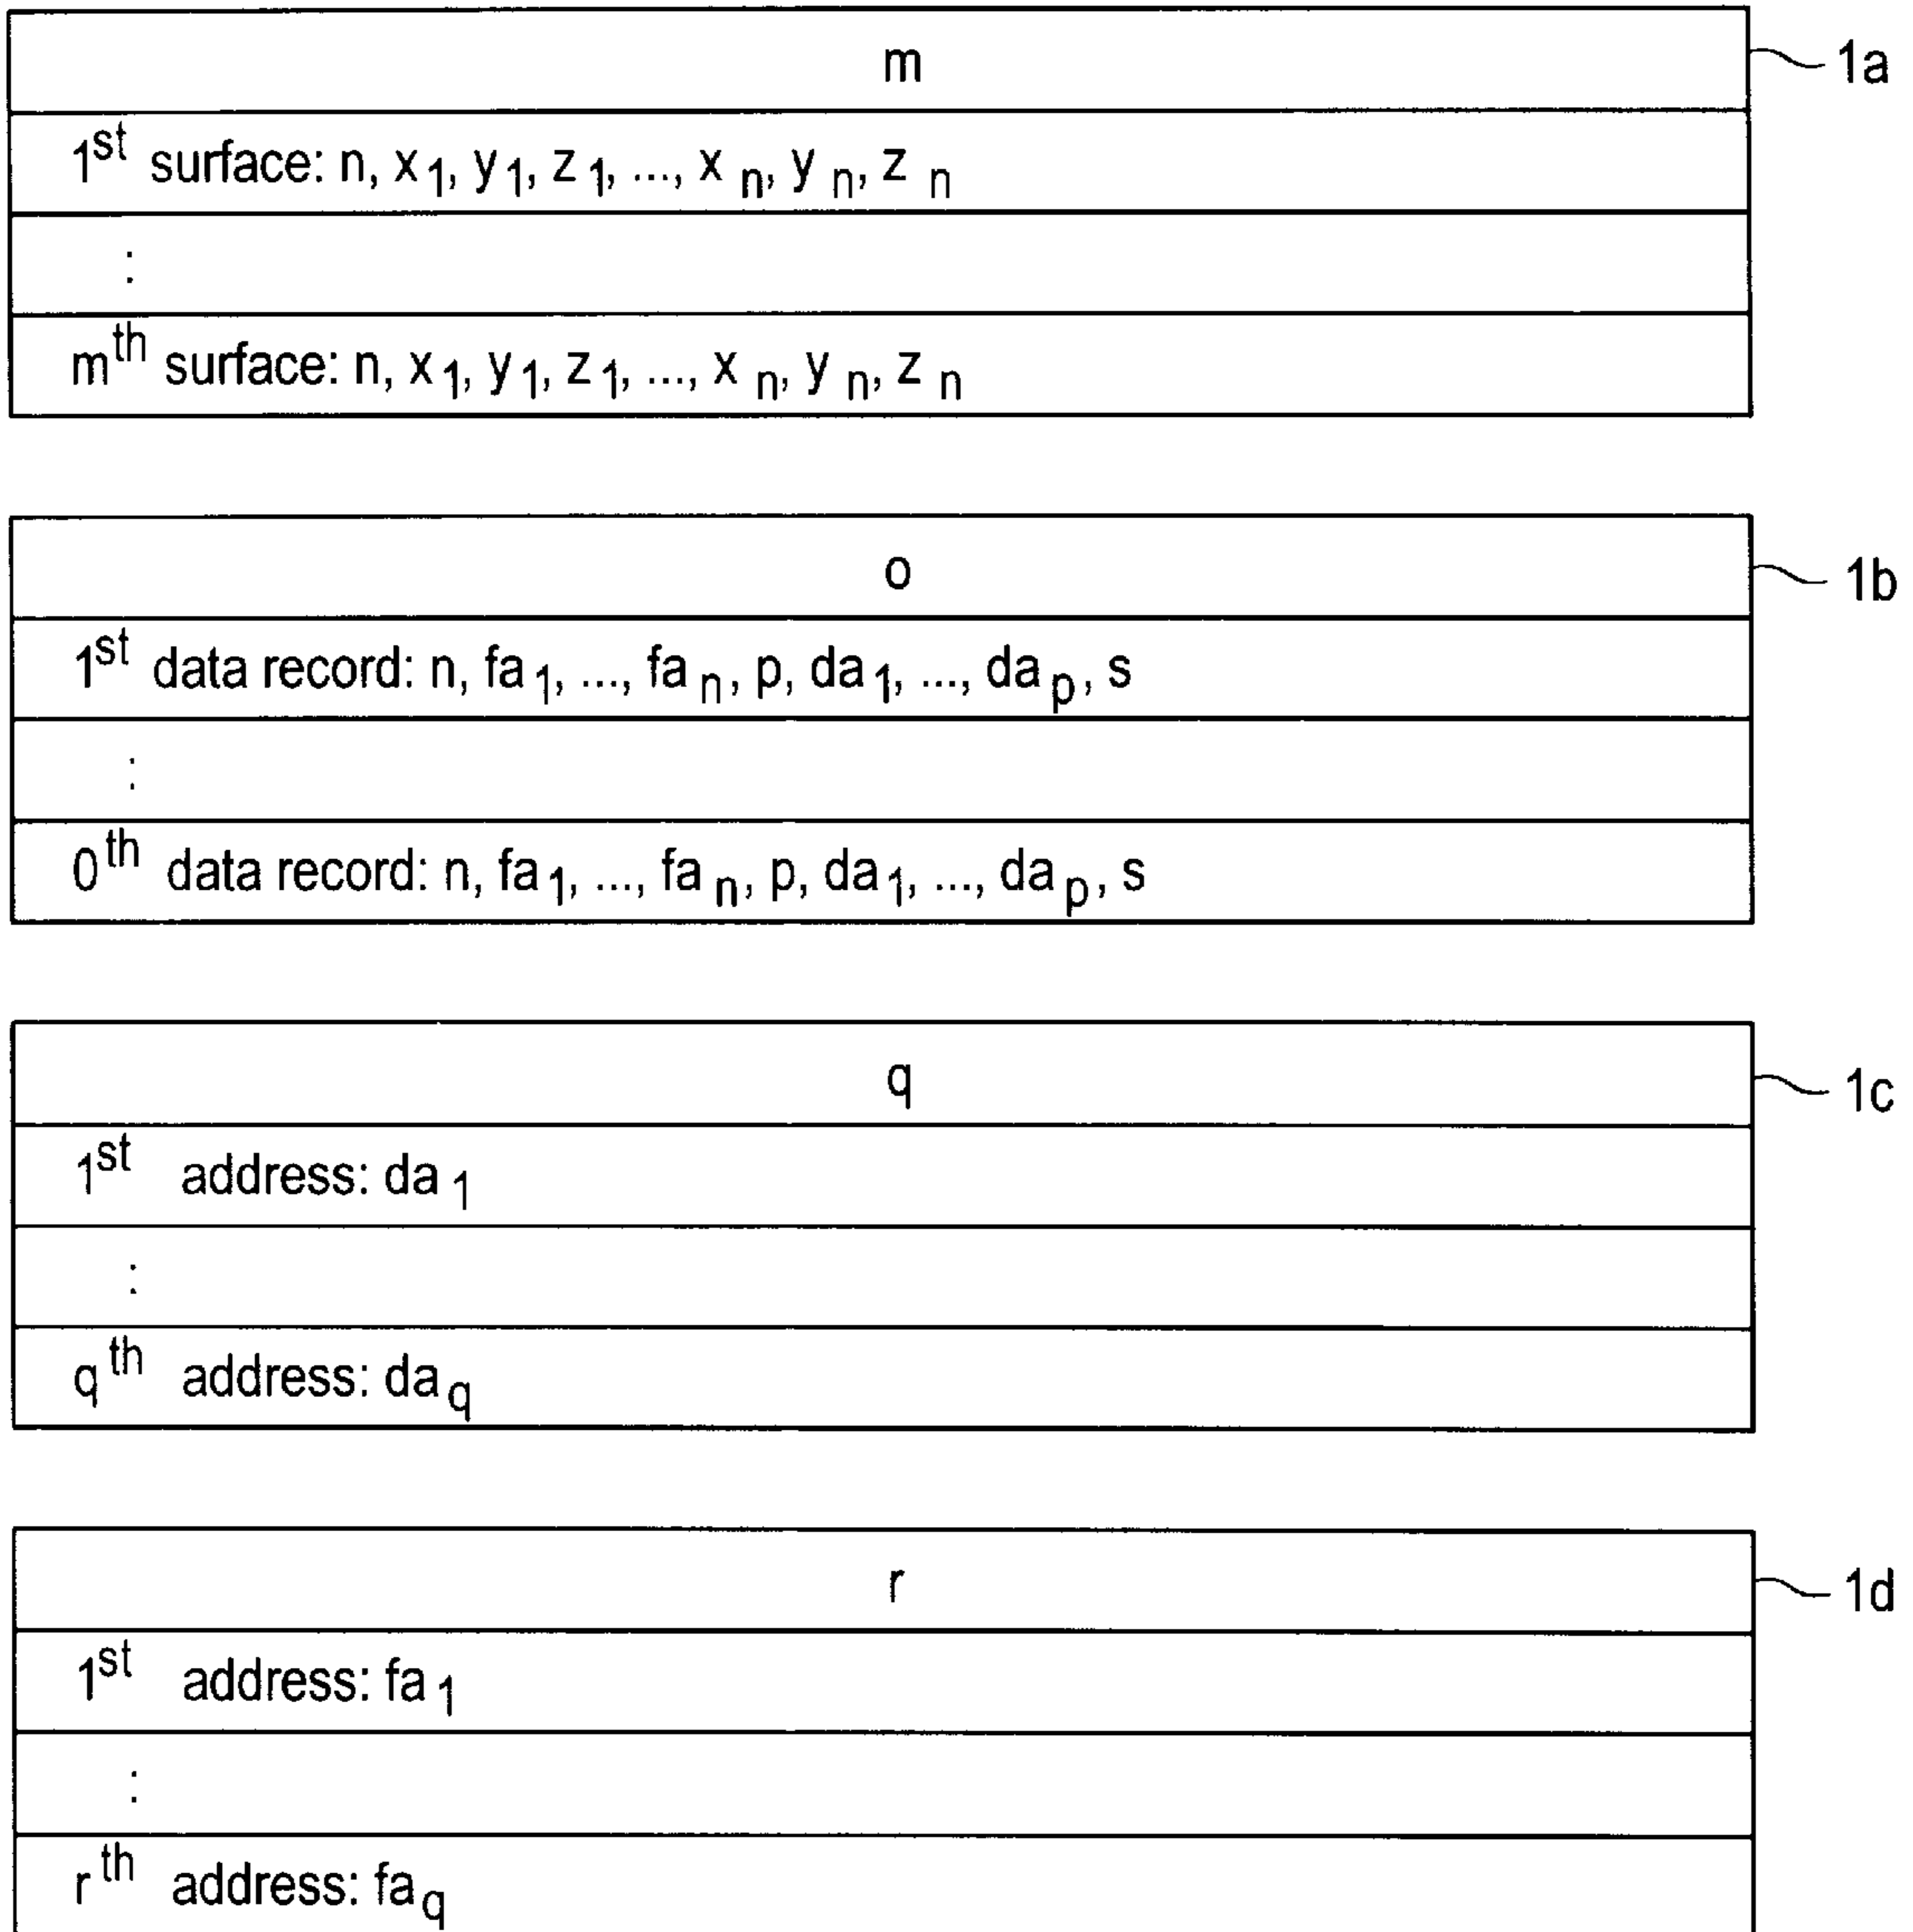 m 1a
1st surface: n, x1, y1, z1, ..., xn, yn, zn
:
mth surface: n, x1, y1, z1, ..., xn, yn, zn
o 1b
1st data record: n, fa1, ..., fan, p, da1, ..., dap, s
:
0th data record: n, fa1, ..., fan, p, da1, ..., dap, s
q 1c
1st address: da1
:
qth address: daq
r 1d
1st address: fa1
:
rth address: faq